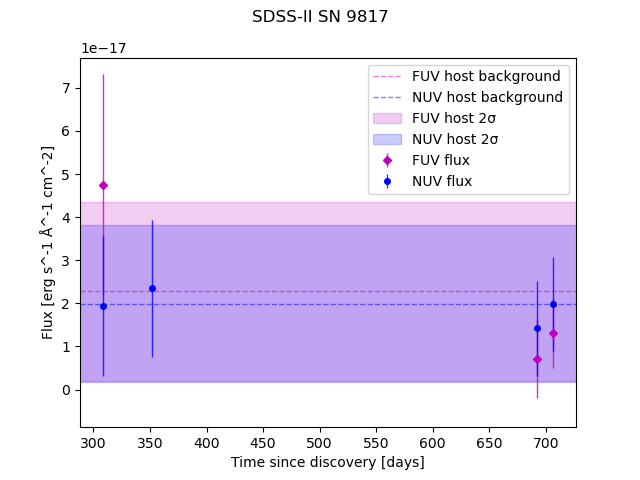 SDSS-II SN 9817
1e−17
7
6
5
4
3
2
1
0
Flux [erg s^-1 Å^-1 cm^-2]
FUV host background
NUV host background
FUV host 2σ
NUV host 2σ
FUV flux
NUV flux
300 350 400 450 500 550 600 650 700
Time since discovery [days]